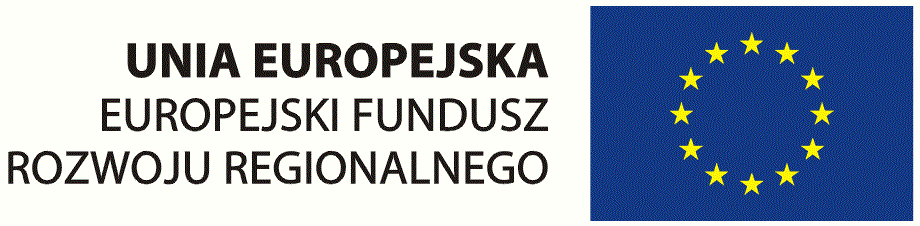 UNIA EUROPEJSKA
EUROPEJSKI FUNDUSZ
ROZWOJU REGIONALNEGO